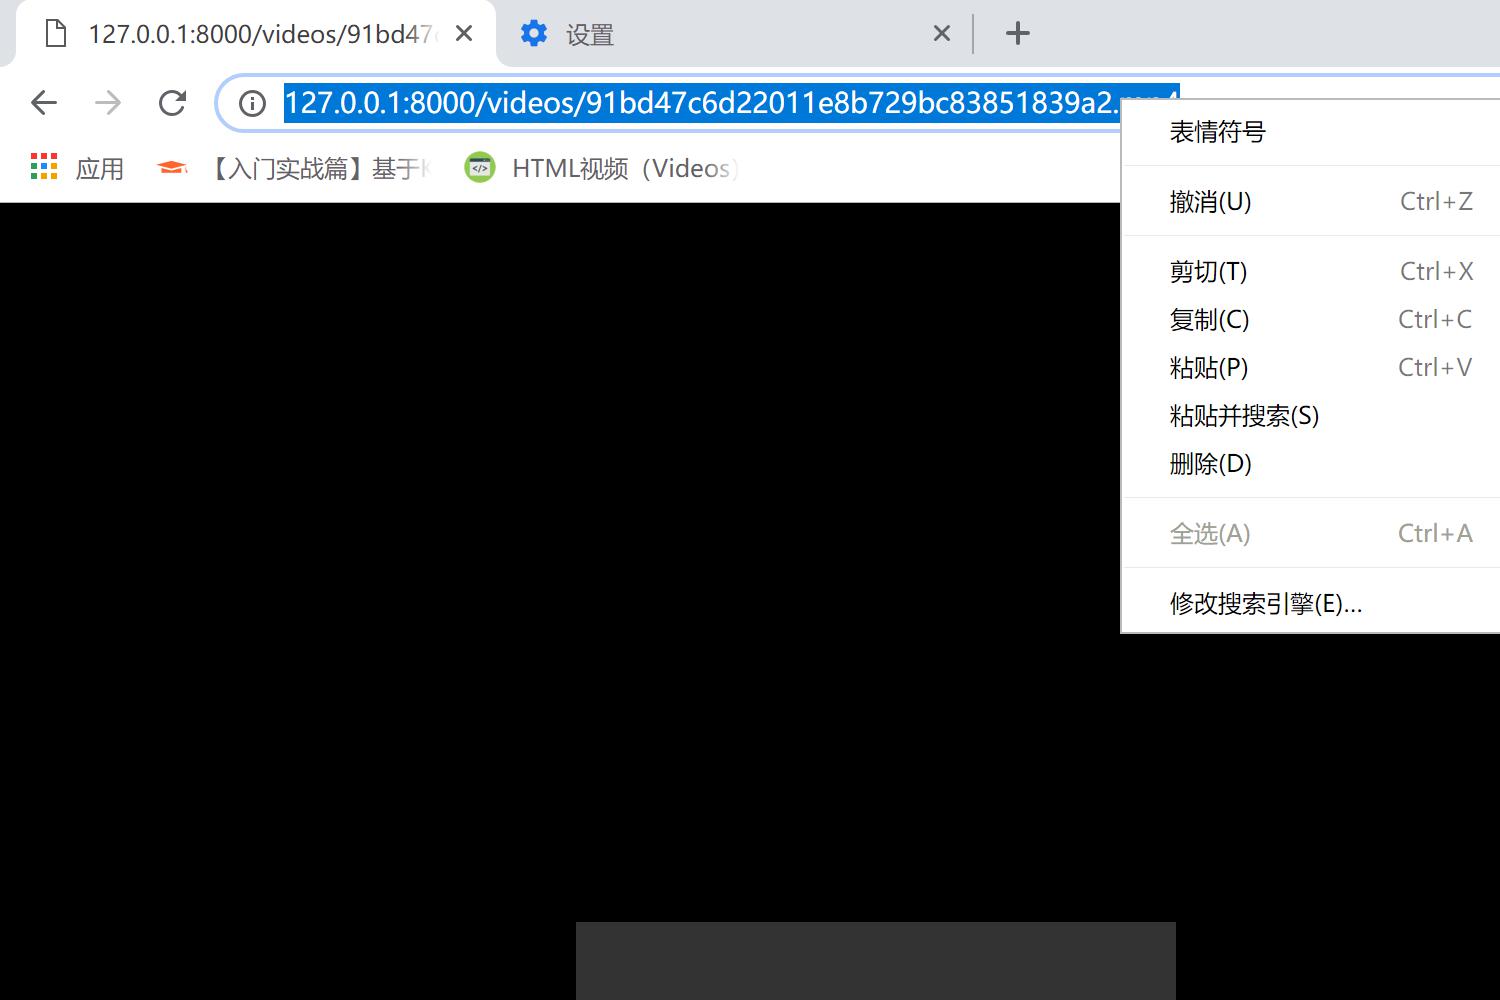 127.0.0.1:8000/videos/91bd47
设置
127.0.0.1:8000/videos/91bd47c6d22011e8b729bc83851839a2.mp4
应用
【入门实战篇】基于
HTML视频（Videos）
表情符号
撤消(U) Ctrl+Z
剪切(T) Ctrl+X
复制(C) Ctrl+C
粘贴(P) Ctrl+V
粘贴并搜索(S)
删除(D)
全选(A) Ctrl+A
修改搜索引擎(E)...